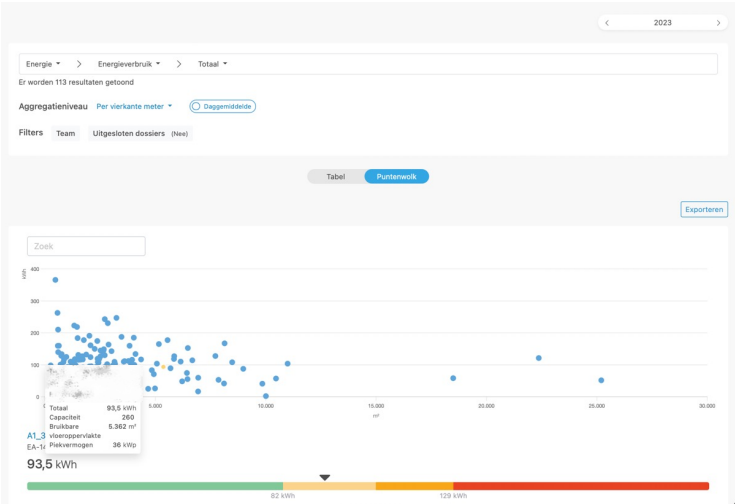 2023
Energie > Energieverbruik > Totaal
Er worden 113 resultaten getoond
Aggregatieniveau Per vierkante meter Daggemiddelde
Filters Team Uitgesloten dossiers (Nee)
Tabel Puntenwolk
Exporteren
Zoek
kWh
400
300
200
100
0
5.000 10.000 15.000 20.000 25.000 30.000
m²
Totaal 93,5 kWh
Capaciteit 260
Bruikbare 5.362 m²
vloeroppervlakte
Piekvermogen 36 kWp
A1_3
EA-14
93,5 kWh
82 kWh 129 kWh